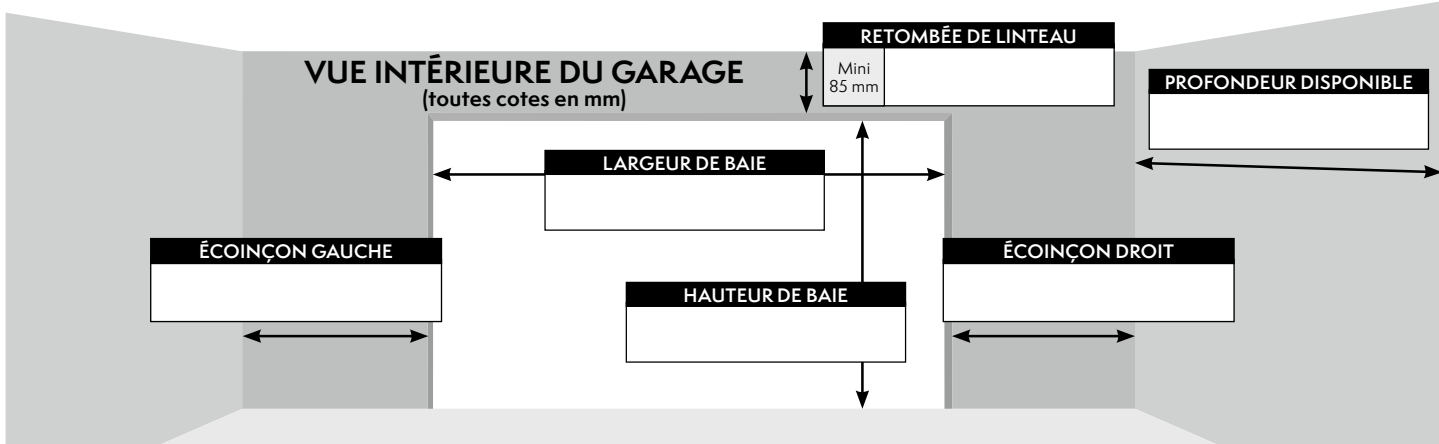 RETOMBÉE DE LINTEAU
VUE INTÉRIEURE DU GARAGE
(toutes cotes en mm)
Mini
85 mm
PROFONDEUR DISPONIBLE
LARGEUR DE BAIE
ÉCOINÇON GAUCHE
ÉCOINÇON DROIT
HAUTEUR DE BAIE